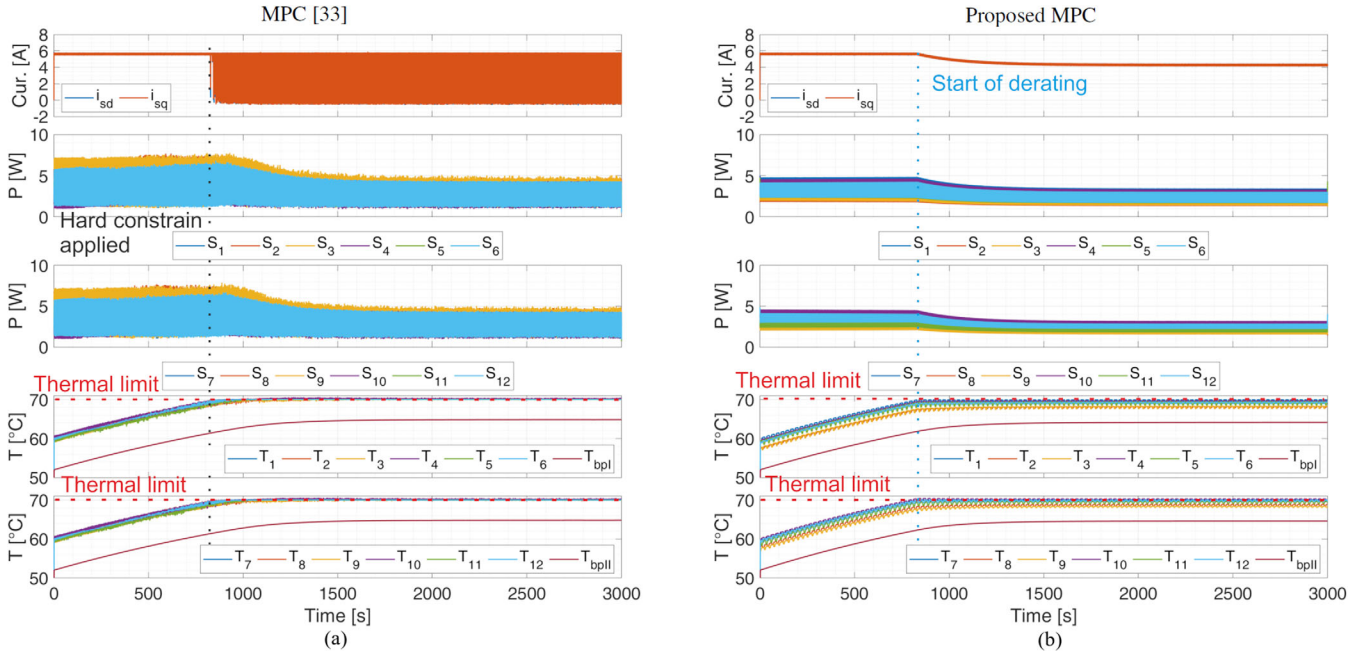 MPC [33]
8
6
4
2
0
-2
Cur. [A]
i_sd i_sq
10
5
0
P [W]
Hard constrain
applied
S_1 S_2 S_3 S_4 S_5 S_6
10
5
0
P [W]
S_7 S_8 S_9 S_10 S_11 S_12
Thermal limit
70
60
50
T [°C]
T_1 T_2 T_3 T_4 T_5 T_6 T_bpI
Thermal limit
70
60
50
T [°C]
T_7 T_8 T_9 T_10 T_11 T_12 T_bpII
0 500 1000 1500 2000 2500 3000
Time [s]
(a)
Proposed MPC
8
6
4
2
0
-2
Cur. [A]
Start of derating
i_sd i_sq
10
5
0
P [W]
S_1 S_2 S_3 S_4 S_5 S_6
10
5
0
P [W]
S_7 S_8 S_9 S_10 S_11 S_12
Thermal limit
70
60
50
T [°C]
T_1 T_2 T_3 T_4 T_5 T_6 T_bpI
Thermal limit
70
60
50
T [°C]
T_7 T_8 T_9 T_10 T_11 T_12 T_bpII
0 500 1000 1500 2000 2500 3000
Time [s]
(b)